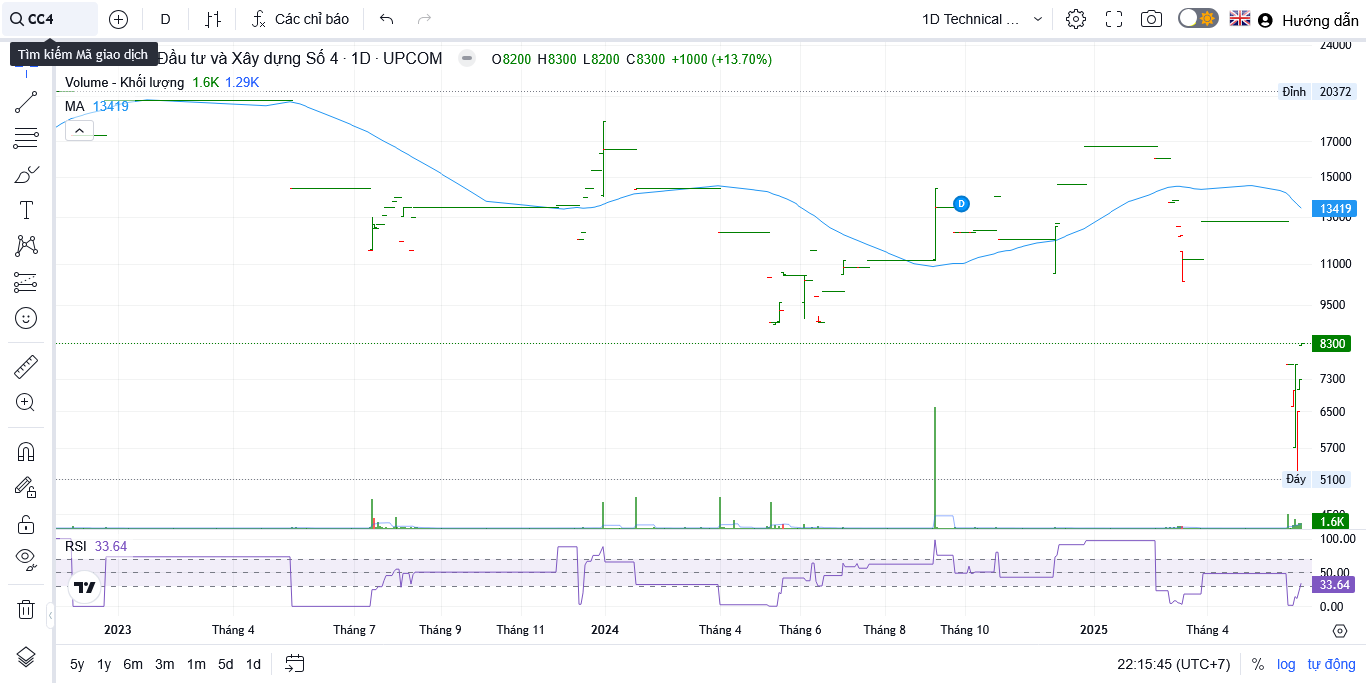 CC4
D
Các chỉ báo
1D Technical ...
Hướng dẫn
Tìm kiếm Mã giao dịch
Đầu tư và Xây dựng Số 4 · 1D · UPCOM
O8200 H8300 L8200 C8300 +1000 (+13.70%)
Volume - Khối lượng 1.6K 1.29K
MA 13419
24000
Đỉnh 20372
17000
15000
13419
13000
D
11000
9500
8300
7300
6500
5700
Đáy 5100
4500
1.6K
RSI 33.64
100.00
50.00
33.64
0.00
2023 Tháng 4 Tháng 7 Tháng 9 Tháng 11 2024 Tháng 4 Tháng 6 Tháng 8 Tháng 10 2025 Tháng 4
5y 1y 6m 3m 1m 5d 1d
22:15:45 (UTC+7) % log tự động